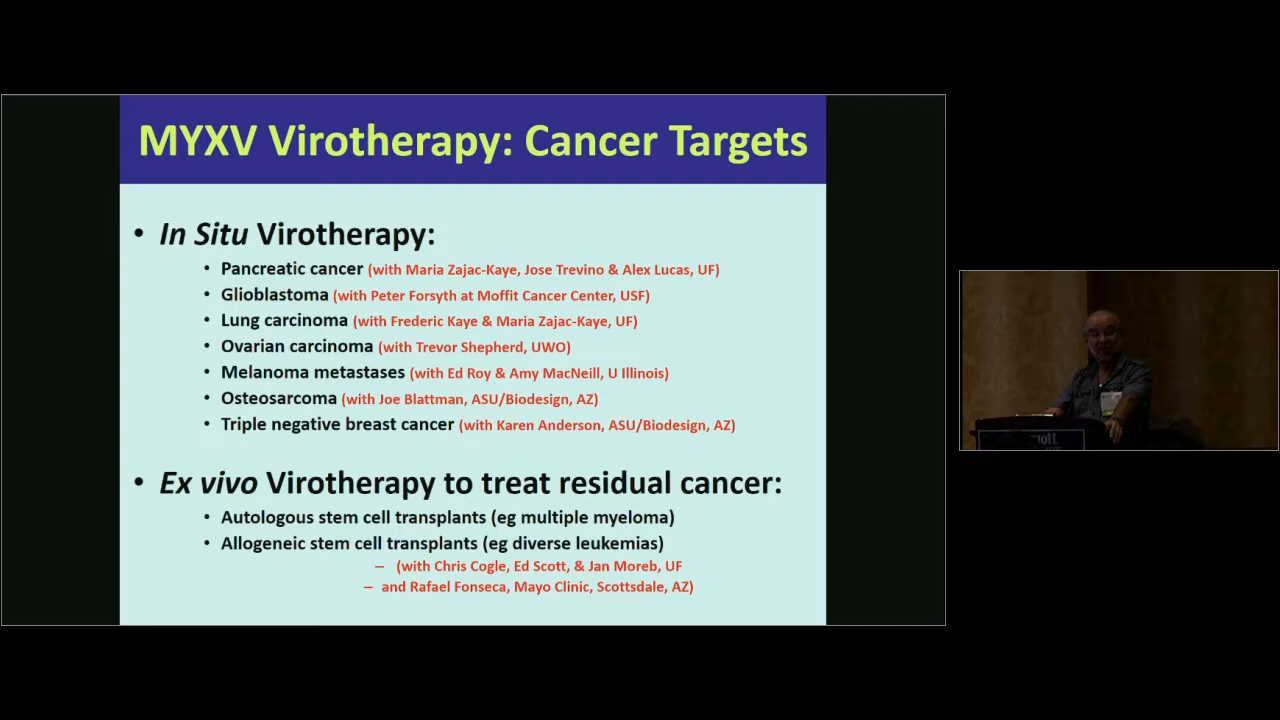 MYXV Virotherapy: Cancer Targets
• In Situ Virotherapy:
• Pancreatic cancer (with Maria Zajac-Kaye, Jose Trevino & Alex Lucas, UF)
• Glioblastoma (with Peter Forsyth at Moffit Cancer Center, USF)
• Lung carcinoma (with Frederic Kaye & Maria Zajac-Kaye, UF)
• Ovarian carcinoma (with Trevor Shepherd, UWO)
• Melanoma metastases (with Ed Roy & Amy MacNeill, U Illinois)
• Osteosarcoma (with Joe Blattman, ASU/Biodesign, AZ)
• Triple negative breast cancer (with Karen Anderson, ASU/Biodesign, AZ)
• Ex vivo Virotherapy to treat residual cancer:
• Autologous stem cell transplants (eg multiple myeloma)
• Allogeneic stem cell transplants (eg diverse leukemias)
– (with Chris Cogle, Ed Scott, & Jan Moreb, UF
– and Rafael Fonseca, Mayo Clinic, Scottsdale, AZ)